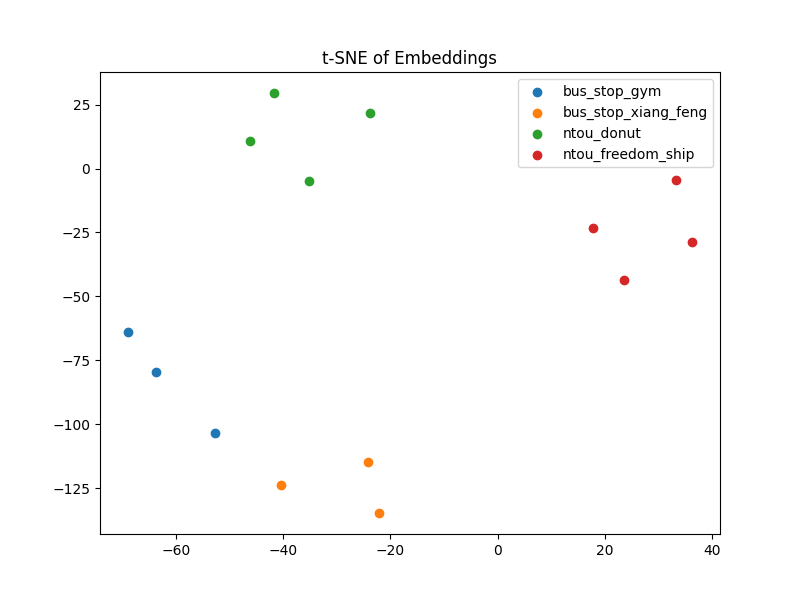 t-SNE of Embeddings
bus_stop_gym
bus_stop_xiang_feng
ntou_donut
ntou_freedom_ship
25
0
−25
−50
−75
−100
−125
−60
−40
−20
0
20
40